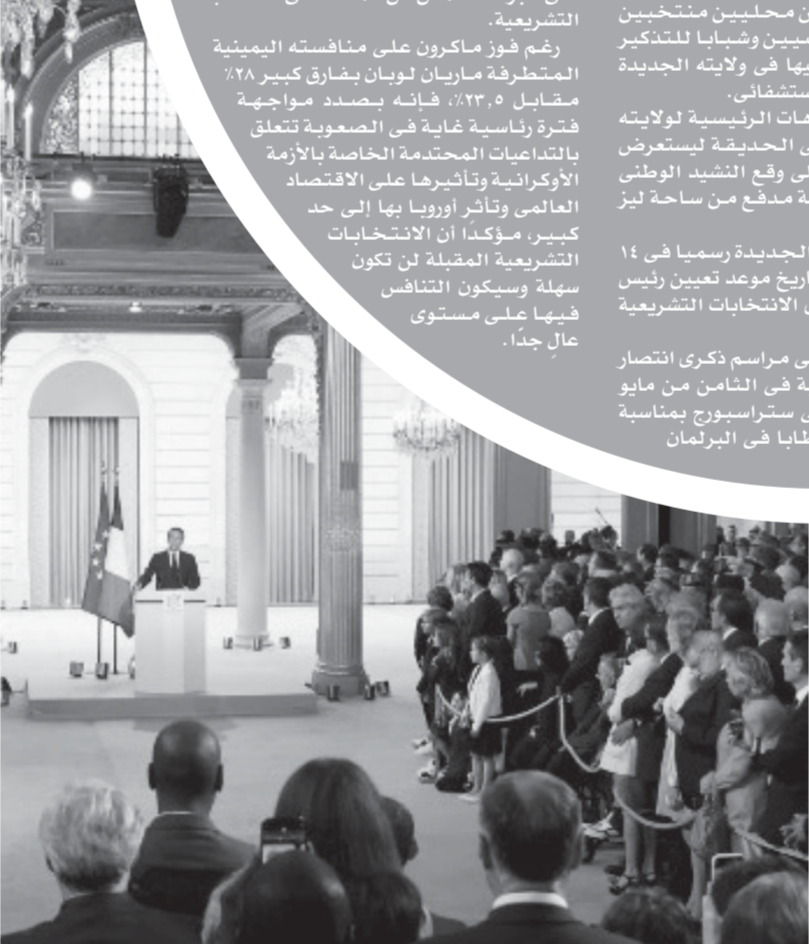 ن محليين منتخبين
ييين وشبابا للتذكير
يها فى ولايته الجديدة
ستشفائى.
ات الرئيسية لولايته
ى الحديقة ليستعرض
لى وقع النشيد الوطنى
ة مدفع من ساحة ليز
لجديدة رسميا فى ١٤
ريخ موعد تعيين رئيس
الانتخابات التشريعية
ى مراسم ذكرى انتصار
ة فى الثامن من مايو
ى ستراسبورج بمناسبة
طابا فى البرلمان
التشريعية.
رغم فوز ماكرون على منافسته اليمينية
المتطرفة ماريان لوبان بفارق كبير ٢٨٪
مقابل ٢٣,٥٪، فإنه بصدد مواجهة
فترة رئاسية غاية فى الصعوبة تتعلق
بالتداعيات المحتدمة الخاصة بالأزمة
الأوكرانية وتأثيرها على الاقتصاد
العالمى وتأثر أوروبا بها إلى حد
كبير، مؤكدًا أن الانتخابات
التشريعية المقبلة لن تكون
سهلة وسيكون التنافس
فيها على مستوى
عالٍ جدًا.